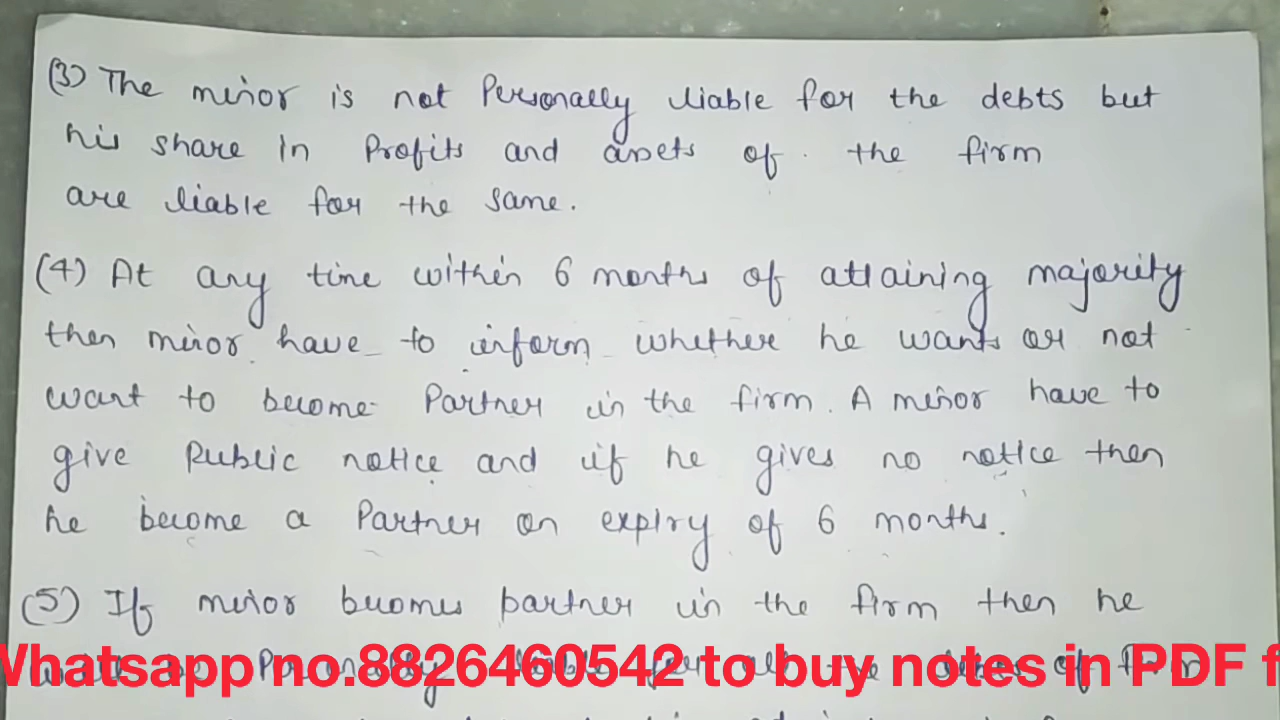 (3) The minor is not Personally liable for the debts but
his share in Profits and assets of the firm
are liable for the same.
(4) At any time within 6 months of attaining majority
then minor have to inform whether he wants or not
want to become Partner in the firm. A minor have to
give Public notice and if he gives no notice then
he become a Partner on expiry of 6 months.
(5) If minor becomes partner in the firm then he
Whatsapp no.8826460542 to buy notes in PDF f